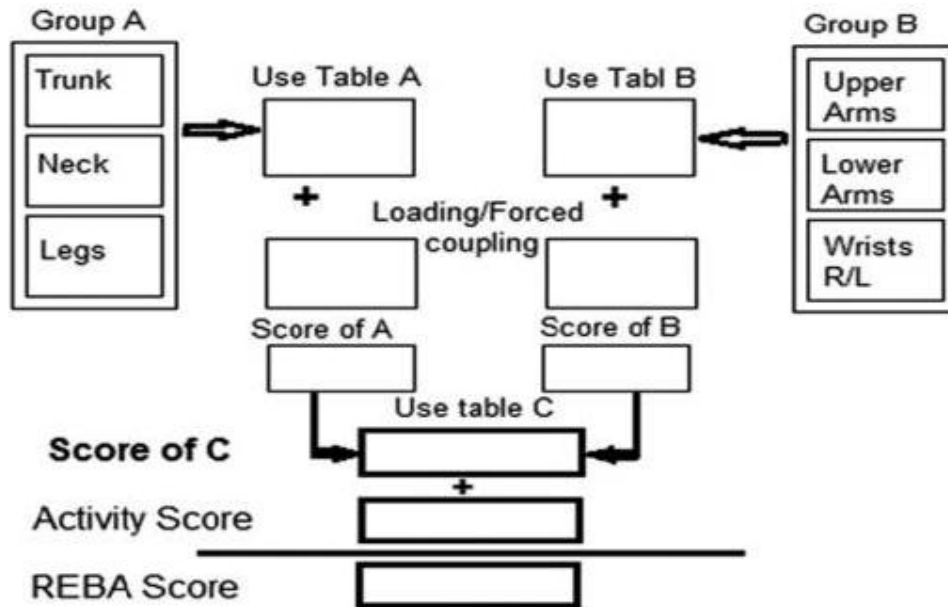 Group A
Group B
Trunk
Neck
Legs
Use Table A
Use Tabl B
Upper
Arms
Lower
Arms
Wrists
R/L
+
+
Loading/Forced
coupling
Score of A
Score of B
Use table C
Score of C
+
Activity Score
REBA Score